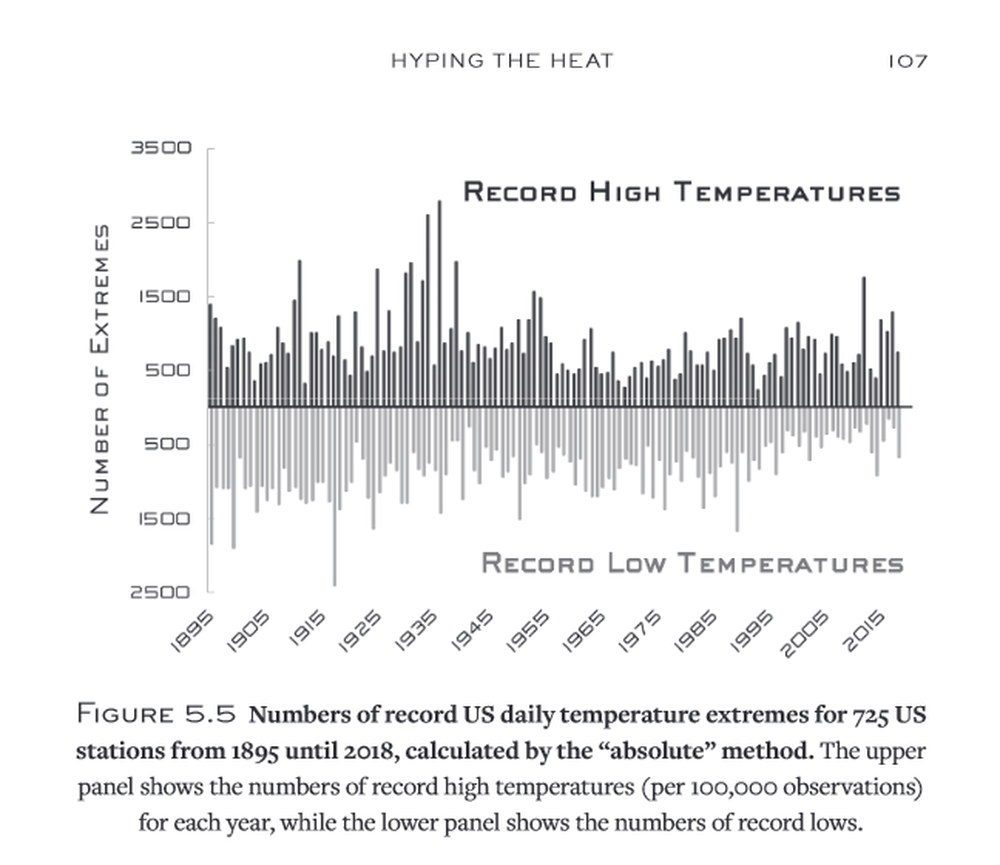 HYPING THE HEAT 107
3500
RECORD HIGH TEMPERATURES
2500
1500
500
500
1500
RECORD LOW TEMPERATURES
2500
NUMBER OF EXTREMES
1895 1905 1915 1925 1935 1945 1955 1965 1975 1985 1995 2005 2015
FIGURE 5.5 Numbers of record US daily temperature extremes for 725 US
stations from 1895 until 2018, calculated by the “absolute” method. The upper
panel shows the numbers of record high temperatures (per 100,000 observations)
for each year, while the lower panel shows the numbers of record lows.